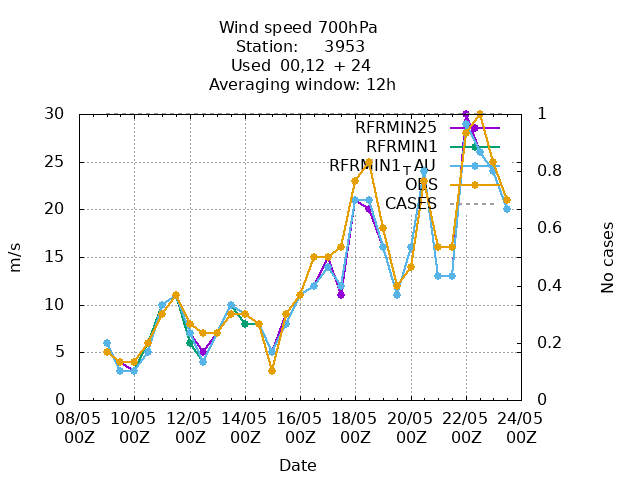 Wind speed 700hPa
Station: 3953
Used 00,12 + 24
Averaging window: 12h
30 1
RFRMIN25
RFRMIN1
25 0.8
RFRMIN1_TAU
OBS
CASES
20 0.6
15 0.4
10 0.2
5 0
0
m/s
No cases
08/05 10/05 12/05 14/05 16/05 18/05 20/05 22/05 24/05
00Z 00Z 00Z 00Z 00Z 00Z 00Z 00Z 00Z
Date